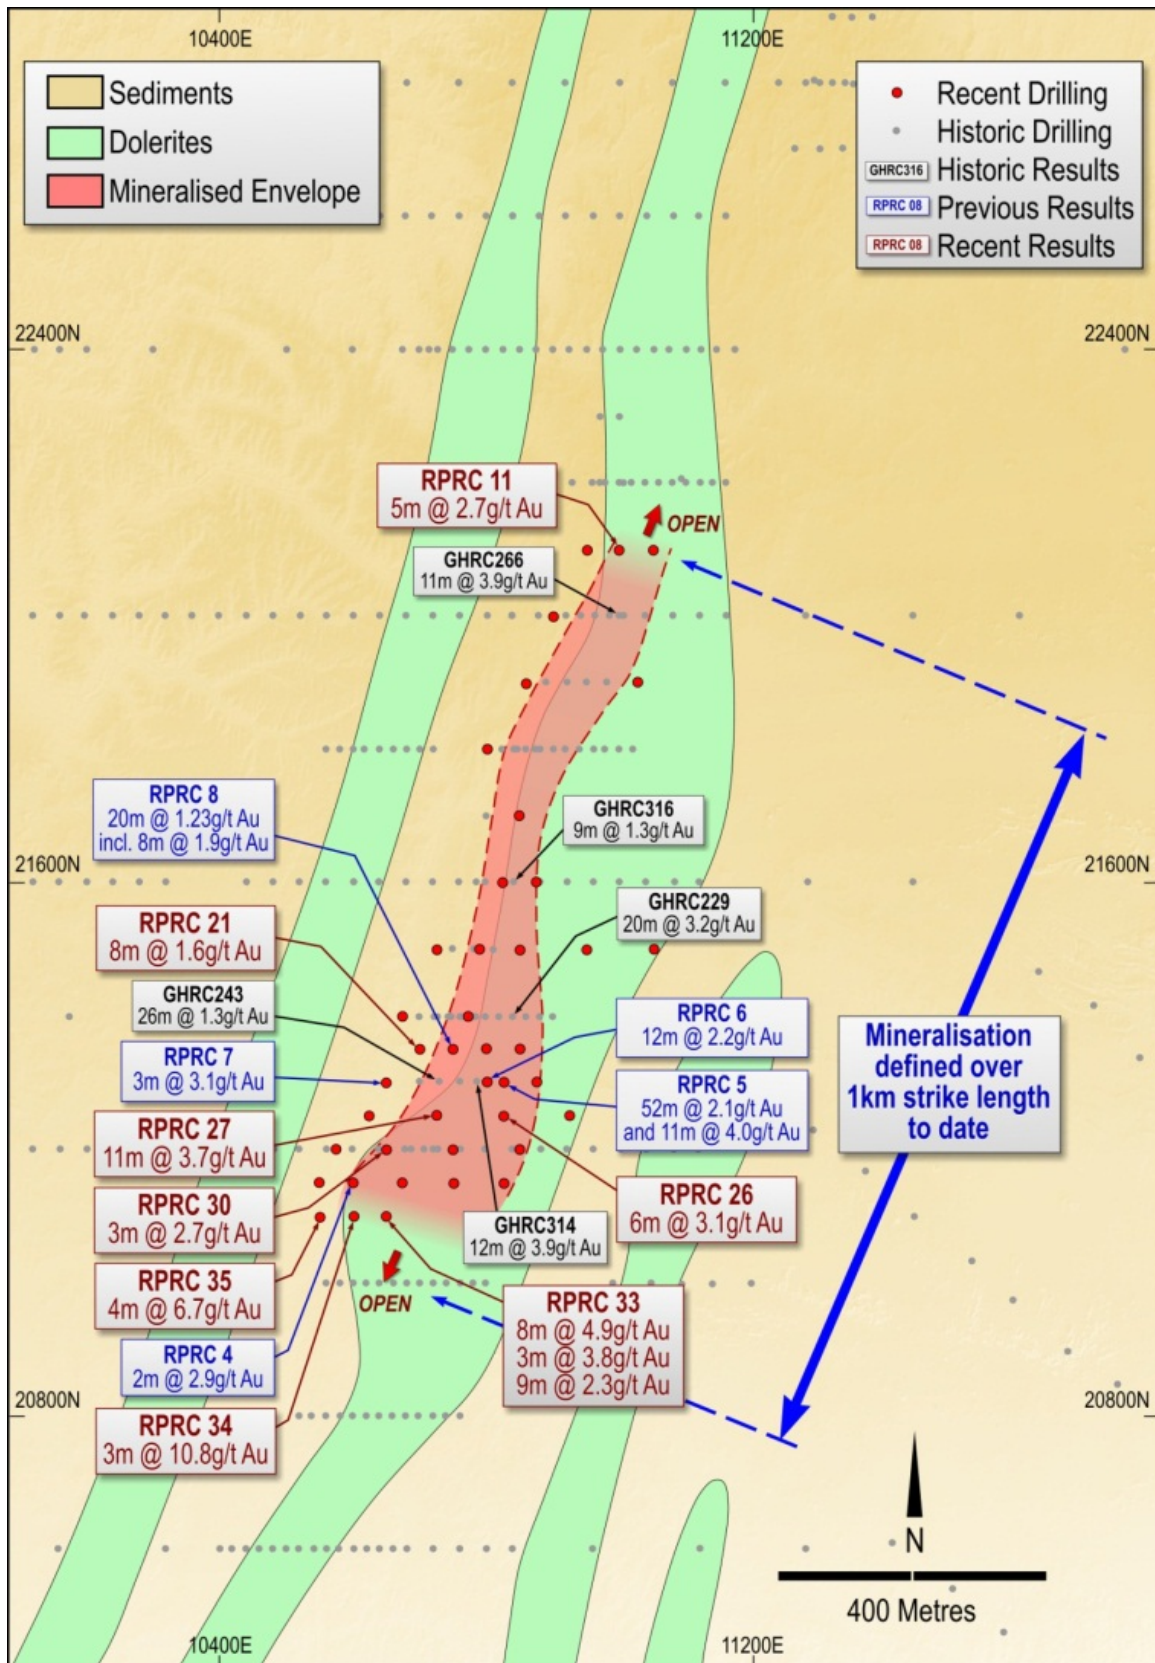 10400E
11200E
Sediments
Dolerites
Mineralised Envelope
Recent Drilling
Historic Drilling
GHRC316 Historic Results
RPRC 08 Previous Results
RPRC 08 Recent Results
22400N
22400N
RPRC 11
5m @ 2.7g/t Au
OPEN
GHRC266
11m @ 3.9g/t Au
RPRC 8
20m @ 1.23g/t Au
incl. 8m @ 1.9g/t Au
GHRC316
9m @ 1.3g/t Au
21600N
21600N
GHRC229
20m @ 3.2g/t Au
RPRC 21
8m @ 1.6g/t Au
GHRC243
26m @ 1.3g/t Au
RPRC 6
12m @ 2.2g/t Au
RPRC 7
3m @ 3.1g/t Au
RPRC 5
52m @ 2.1g/t Au
and 11m @ 4.0g/t Au
Mineralisation
defined over
1km strike length
to date
RPRC 27
11m @ 3.7g/t Au
RPRC 26
6m @ 3.1g/t Au
RPRC 30
3m @ 2.7g/t Au
GHRC314
12m @ 3.9g/t Au
RPRC 35
4m @ 6.7g/t Au
OPEN
RPRC 33
8m @ 4.9g/t Au
3m @ 3.8g/t Au
9m @ 2.3g/t Au
RPRC 4
2m @ 2.9g/t Au
20800N
20800N
RPRC 34
3m @ 10.8g/t Au
N
400 Metres
10400E
11200E